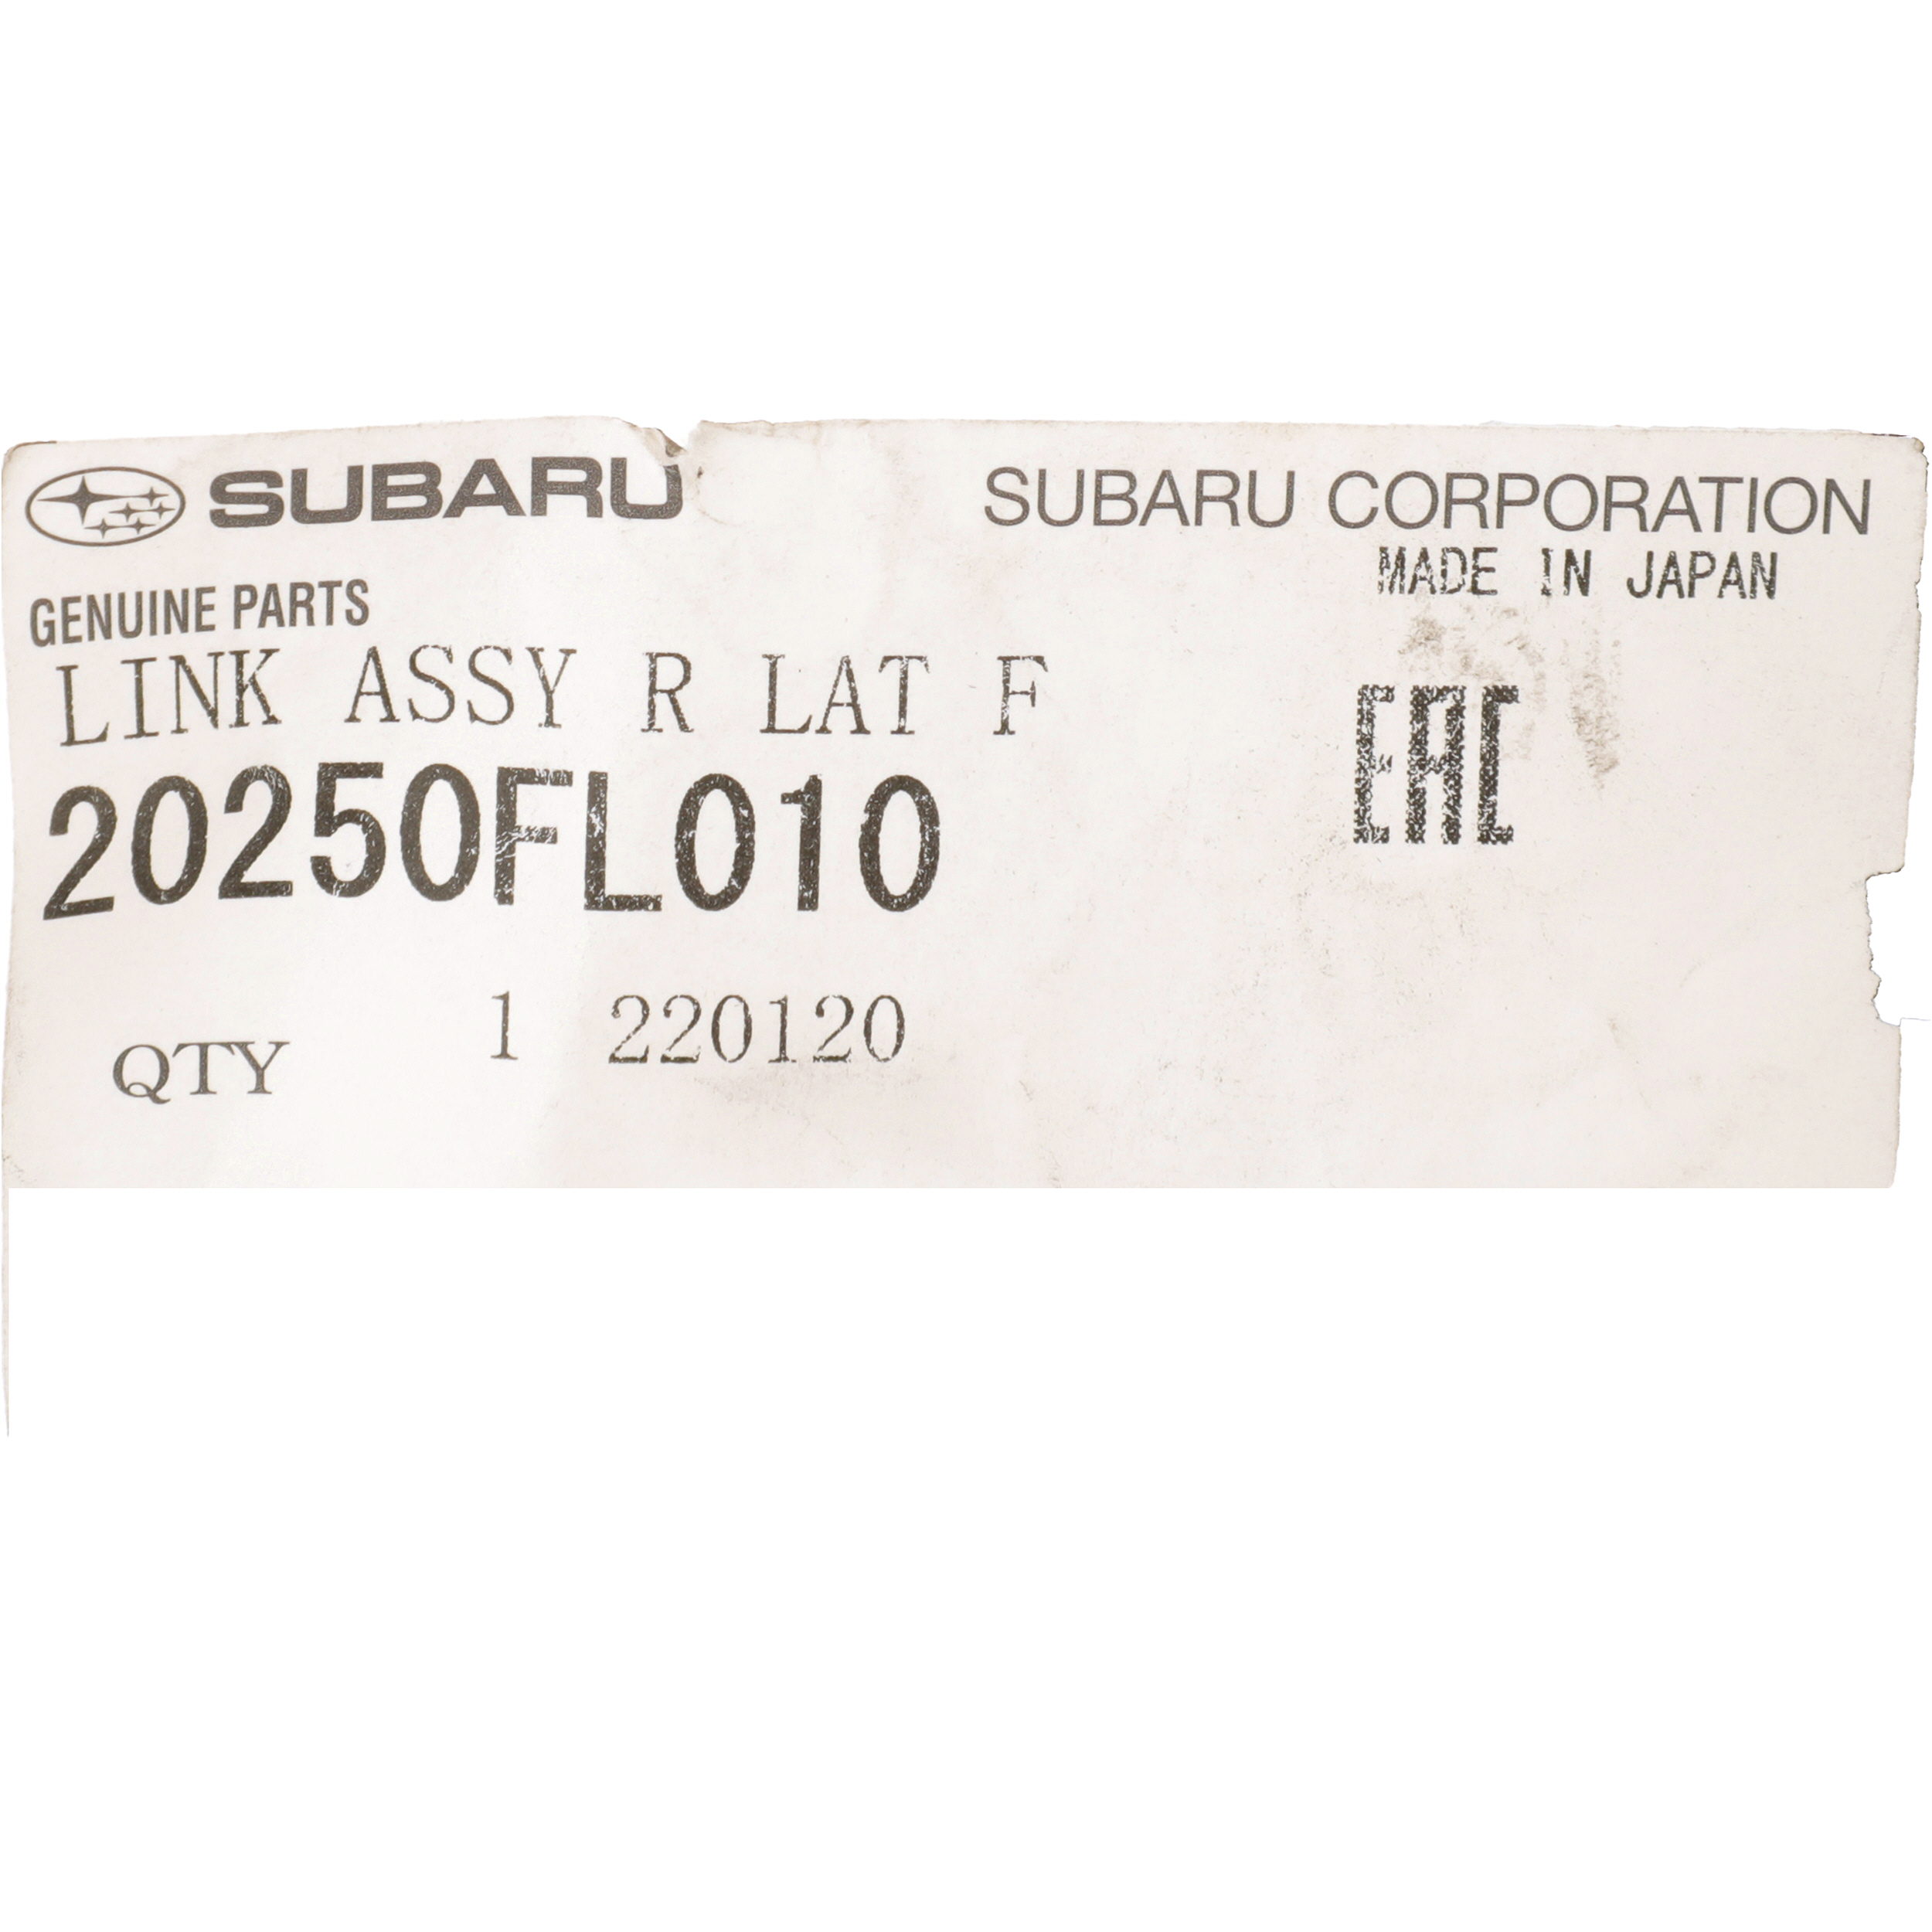 SUBARU
SUBARU CORPORATION
MADE IN JAPAN
GENUINE PARTS
LINK ASSY R LAT F
EAC
20250FL010
QTY 1 220120